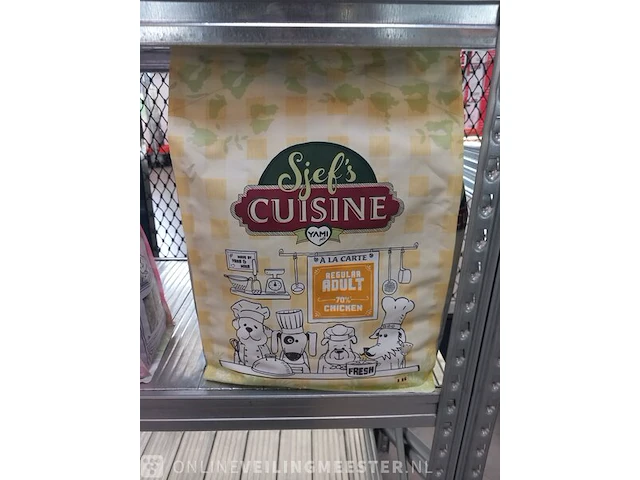 Sjef's
CUISINE
YAMI
À LA CARTE
REGULAR
ADULT
70%
CHICKEN
FRESH
ONLINEVEILINGMEESTER.NL